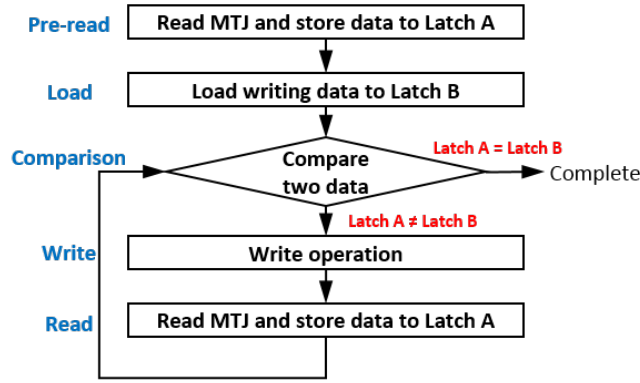 Pre-read
Read MTJ and store data to Latch A
Load
Load writing data to Latch B
Comparison
Compare
two data
Latch A = Latch B
Complete
Latch A ≠ Latch B
Write
Write operation
Read
Read MTJ and store data to Latch A